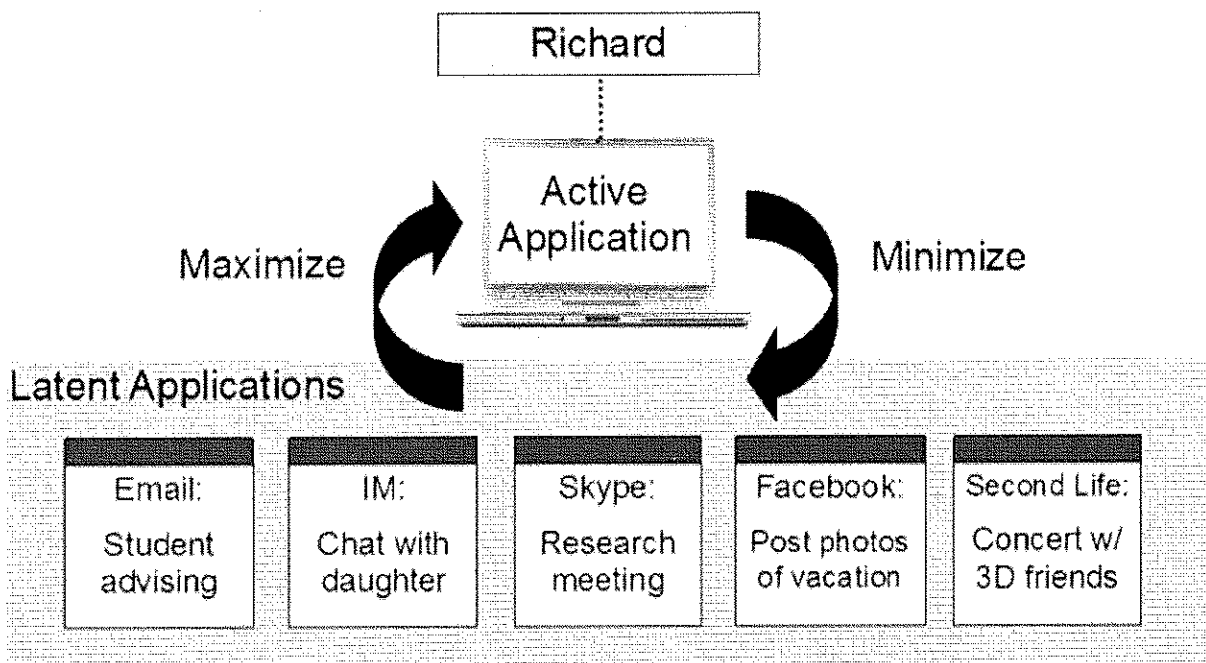 Richard
Active
Application
Maximize
Minimize
Latent Applications
Email:
Student
advising
IM:
Chat with
daughter
Skype:
Research
meeting
Facebook:
Post photos
of vacation
Second Life:
Concert w/
3D friends